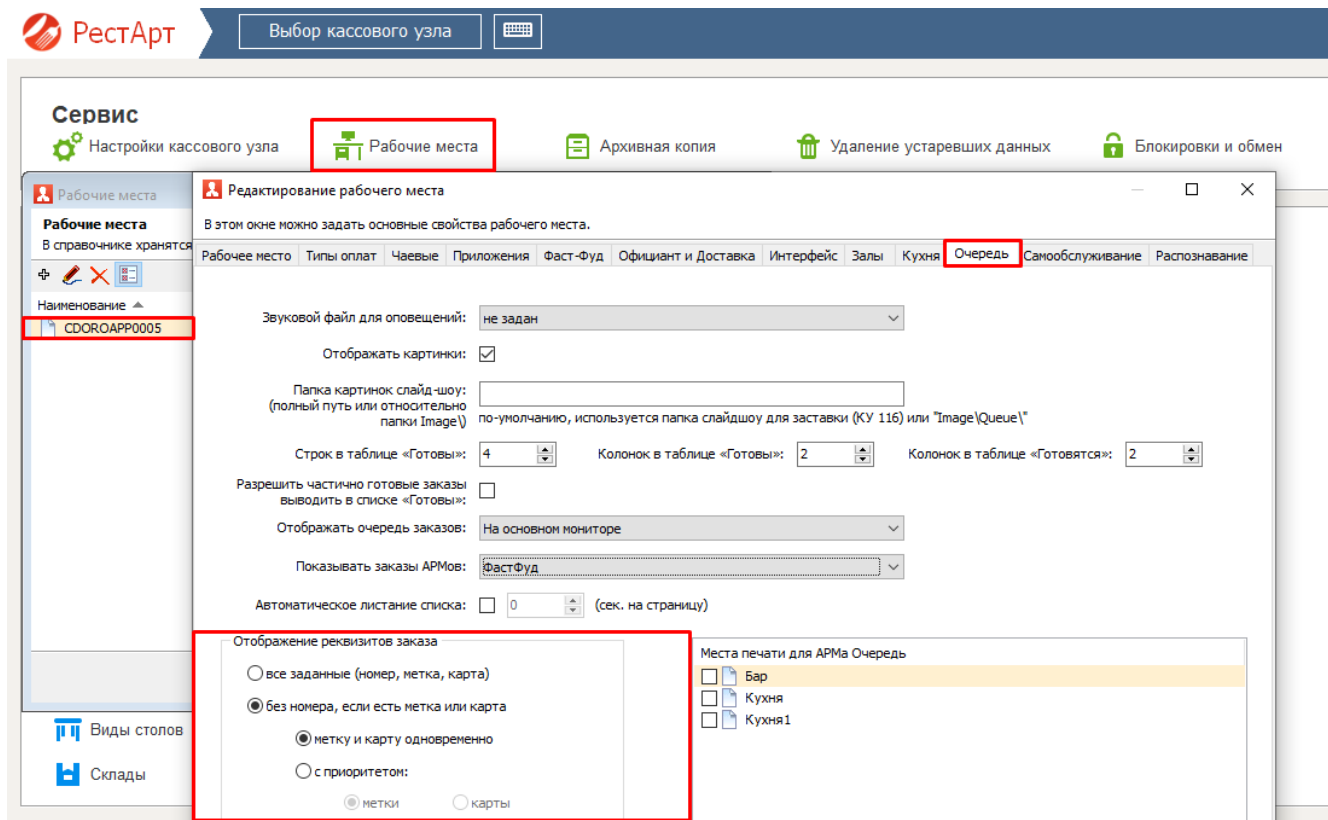 РестАрт
Выбор кассового узла
Сервис
Настройки кассового узла
Рабочие места
Архивная копия
Удаление устаревших данных
Блокировки и обмен
Рабочие места
Рабочие места
В справочнике хранятся
Наименование
CDOROAPP0005
Виды столов
Склады
Редактирование рабочего места
В этом окне можно задать основные свойства рабочего места.
Рабочее место Типы оплат Чаевые Приложения Фаст-Фуд Официант и Доставка Интерфейс Залы Кухня Очередь Самообслуживание Распознавание
Звуковой файл для оповещений: не задан
Отображать картинки:
Папка картинок слайд-шоу:
(полный путь или относительно
папки Image\)
по-умолчанию, используется папка слайдшоу для заставки (КУ 116) или "Image\Queue\"
Строк в таблице «Готовы»: 4 Колонок в таблице «Готовы»: 2 Колонок в таблице «Готовятся»: 2
Разрешить частично готовые заказы
выводить в списке «Готовы»:
Отображать очередь заказов: На основном мониторе
Показывать заказы АРМов: ФастФуд
Автоматическое листание списка: 0 (сек. на страницу)
Отображение реквизитов заказа
все заданные (номер, метка, карта)
без номера, если есть метка или карта
метку и карту одновременно
с приоритетом:
метки карты
Места печати для АРМа Очередь
Бар
Кухня
Кухня1